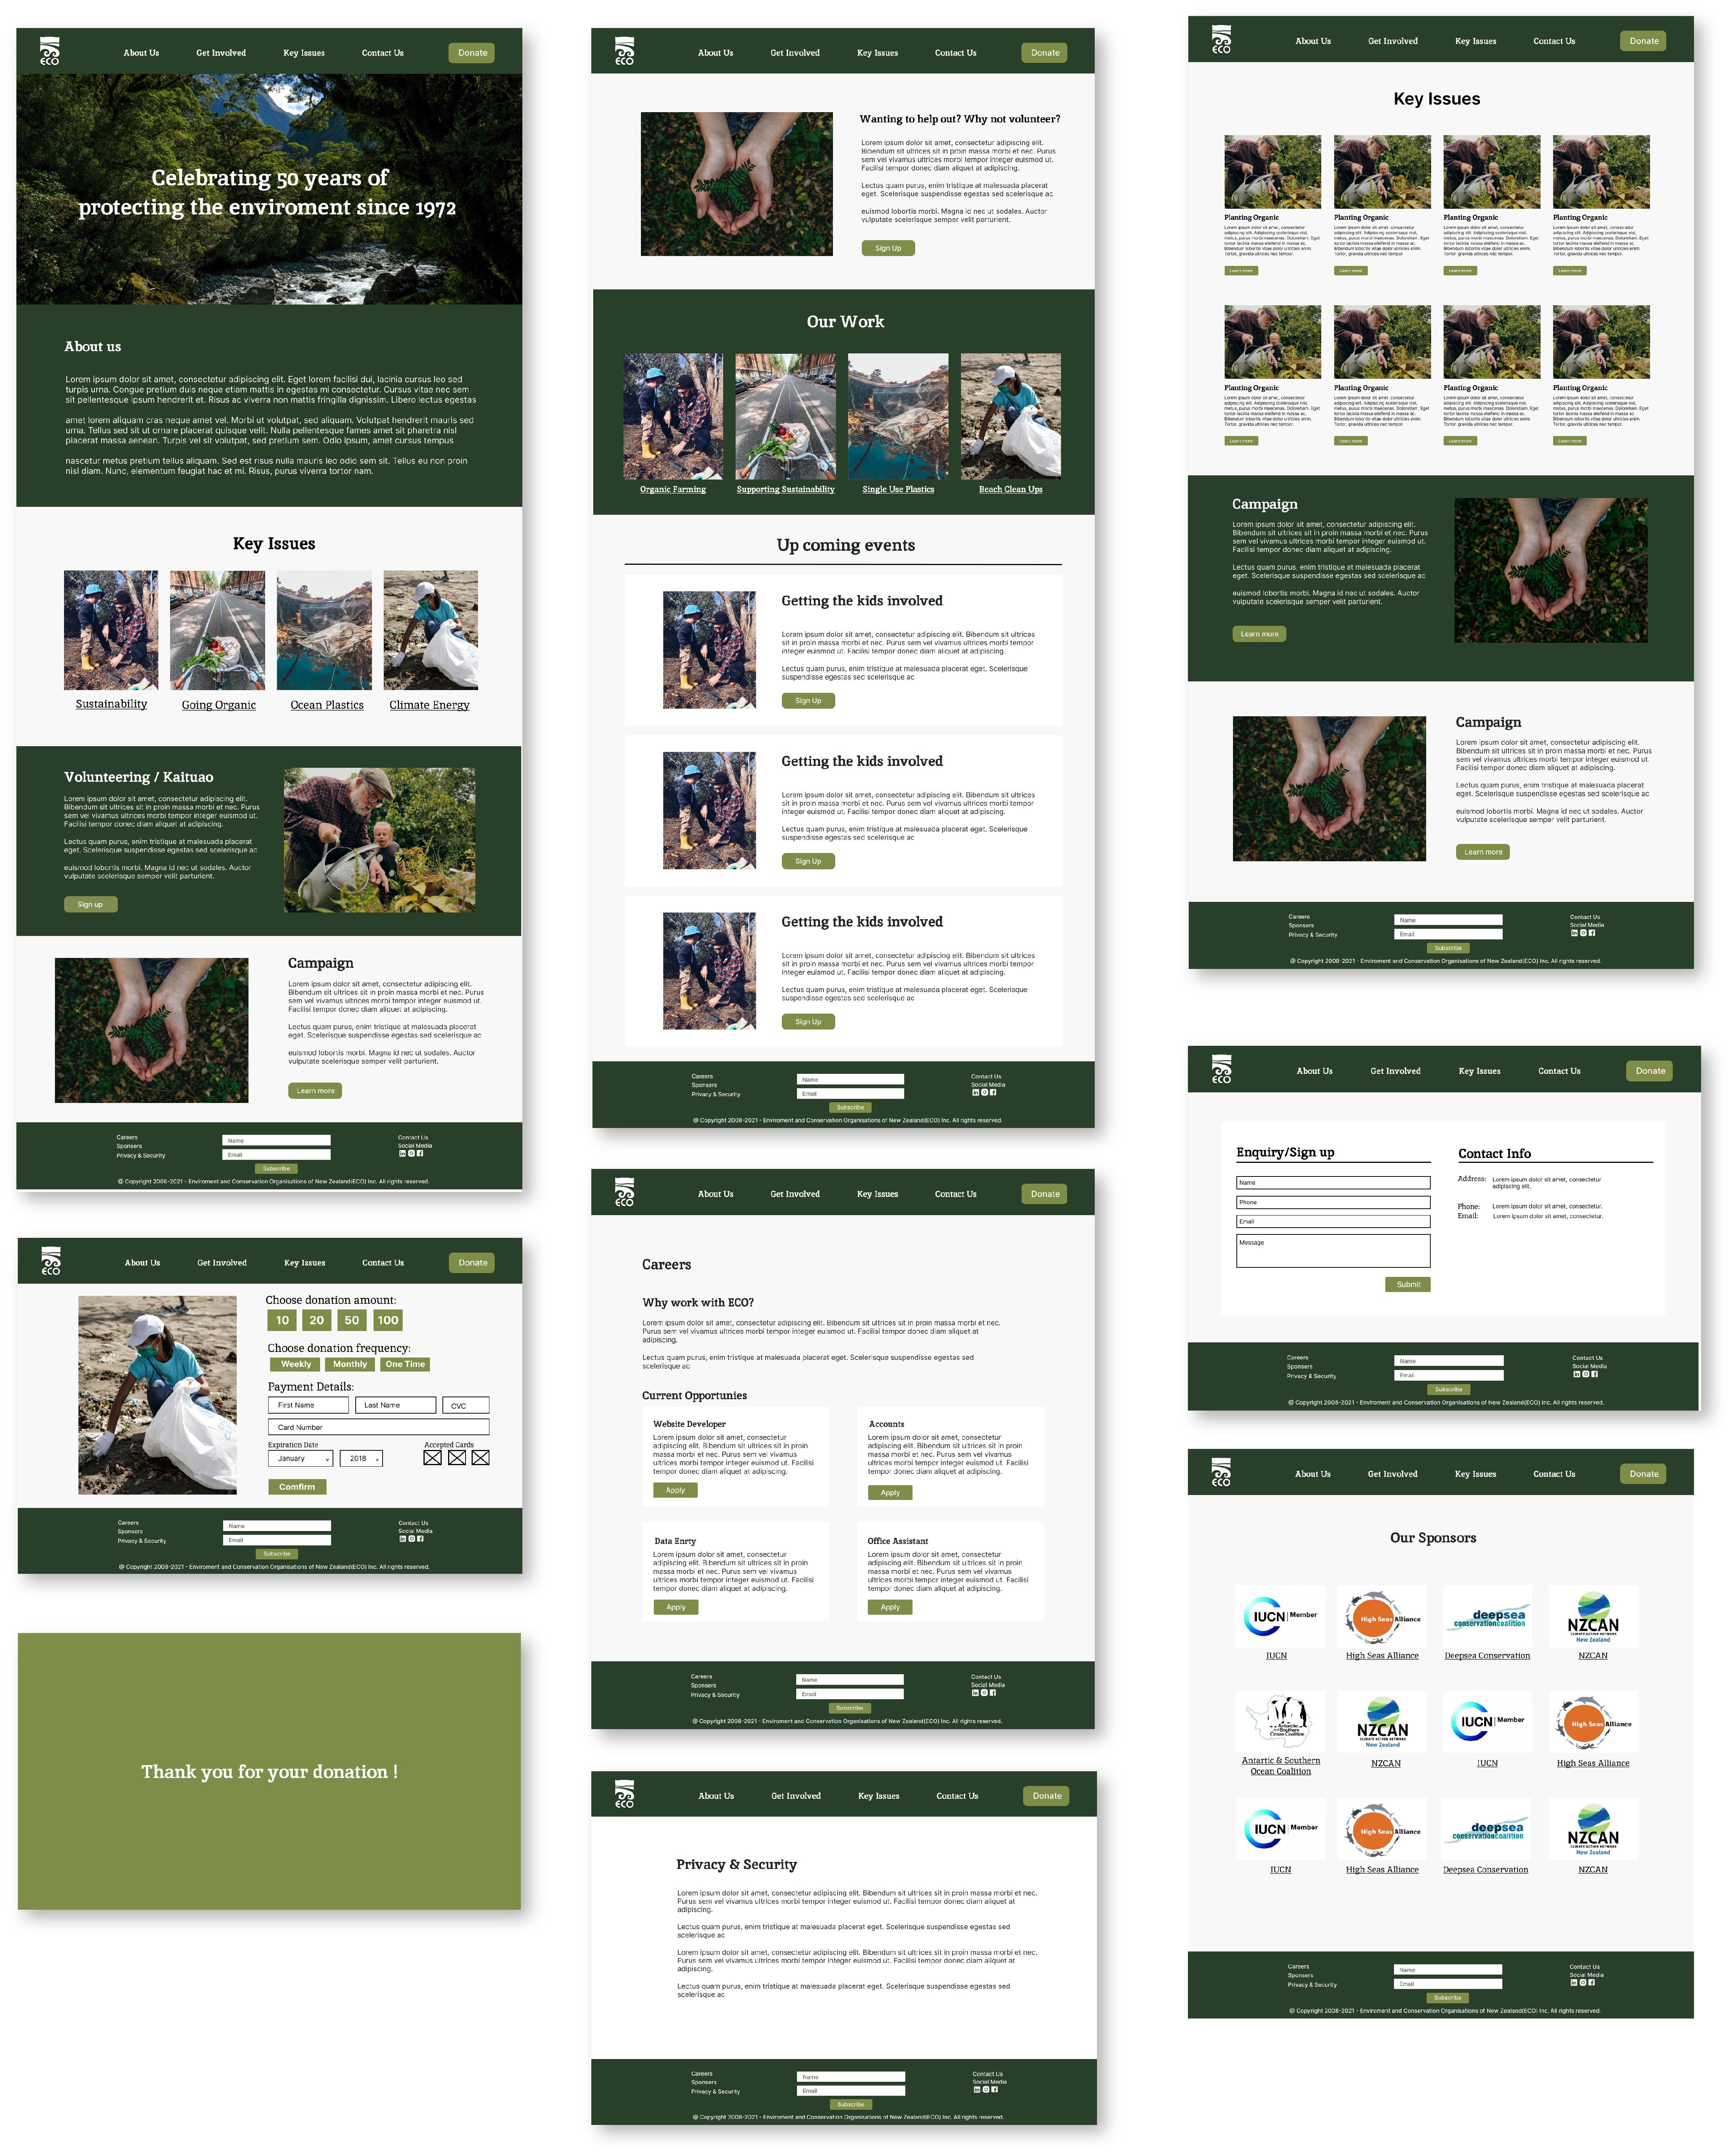 ECO
About Us
Get Involved
Key Issues
Contact Us
Donate
Celebrating 50 years of
protecting the enviroment since 1972
About us
Lorem ipsum dolor sit amet, consectetur adipiscing elit. Eget lorem facilisi dui, lacinia cursus leo sed
turpis urna. Congue pretium duis neque etiam mattis in egestas mi consectetur. Cursus vitae nec sem
sit pellentesque ipsum hendrerit et. Risus ac viverra non mattis fringilla dignissim. Libero lectus egestas
amet lorem aliquam cras neque amet vel. Morbi ut volutpat, sed aliquam. Volutpat hendrerit mauris sed
urna. Tellus sed sit ut ornare placerat quisque velit. Nulla pellentesque fames amet sit pharetra nisl
placerat massa aenean. Turpis vel sit volutpat, sed pretium sem. Odio ipsum, amet cursus tempus
nascetur metus pretium tellus aliquam. Sed est risus nulla mauris leo odio sem sit. Tellus eu non proin
nisl diam. Nunc, elementum feugiat hac et mi. Risus, purus viverra tortor nam.
Key Issues
Sustainability
Going Organic
Ocean Plastics
Climate Energy
Volunteering / Kaituao
Lorem ipsum dolor sit amet, consectetur adipiscing elit.
Bibendum sit ultrices sit in proin massa morbi et nec. Purus
sem vel vivamus ultrices morbi tempor integer euismod ut.
Facilisi tempor donec diam aliquet at adipiscing.
Lectus quam purus, enim tristique at malesuada placerat
eget. Scelerisque suspendisse egestas sed scelerisque ac
euismod lobortis morbi. Magna id nec ut sodales. Auctor
vulputate scelerisque semper velit parturient.
Sign up
Campaign
Lorem ipsum dolor sit amet, consectetur adipiscing elit.
Bibendum sit ultrices sit in proin massa morbi et nec. Purus
sem vel vivamus ultrices morbi tempor integer euismod ut.
Facilisi tempor donec diam aliquet at adipiscing.
Lectus quam purus, enim tristique at malesuada placerat
eget. Scelerisque suspendisse egestas sed scelerisque ac
euismod lobortis morbi. Magna id nec ut sodales. Auctor
vulputate scelerisque semper velit parturient.
Learn more
Careers
Sponsers
Privacy & Security
Name
Email
Subscribe
Contact Us
Social Media
@ Copyright 2008-2021 - Enviroment and Conservation Organisations of New Zealand(ECO) Inc. All rights reserved.
ECO
About Us
Get Involved
Key Issues
Contact Us
Donate
Choose donation amount:
10 20 50 100
Choose donation frequency:
Weekly Monthly One Time
Payment Details:
First Name
Last Name
CVC
Card Number
Expiration Date
Accepted Cards
January
2018
Comfirm
Careers
Sponsers
Privacy & Security
Name
Email
Subscribe
Contact Us
Social Media
@ Copyright 2008-2021 - Enviroment and Conservation Organisations of New Zealand(ECO) Inc. All rights reserved.
Thank you for your donation !
ECO
About Us
Get Involved
Key Issues
Contact Us
Donate
Wanting to help out? Why not volunteer?
Lorem ipsum dolor sit amet, consectetur adipiscing elit.
Bibendum sit ultrices sit in proin massa morbi et nec. Purus
sem vel vivamus ultrices morbi tempor integer euismod ut.
Facilisi tempor donec diam aliquet at adipiscing.
Lectus quam purus, enim tristique at malesuada placerat
eget. Scelerisque suspendisse egestas sed scelerisque ac
euismod lobortis morbi. Magna id nec ut sodales. Auctor
vulputate scelerisque semper velit parturient.
Sign Up
Our Work
Organic Farming
Supporting Sustainability
Single Use Plastics
Beach Clean Ups
Up coming events
Getting the kids involved
Lorem ipsum dolor sit amet, consectetur adipiscing elit. Bibendum sit ultrices
sit in proin massa morbi et nec. Purus sem vel vivamus ultrices morbi tempor
integer euismod ut. Facilisi tempor donec diam aliquet at adipiscing.
Lectus quam purus, enim tristique at malesuada placerat eget. Scelerisque
suspendisse egestas sed scelerisque ac
Sign Up
Getting the kids involved
Lorem ipsum dolor sit amet, consectetur adipiscing elit. Bibendum sit ultrices
sit in proin massa morbi et nec. Purus sem vel vivamus ultrices morbi tempor
integer euismod ut. Facilisi tempor donec diam aliquet at adipiscing.
Lectus quam purus, enim tristique at malesuada placerat eget. Scelerisque
suspendisse egestas sed scelerisque ac
Sign Up
Getting the kids involved
Lorem ipsum dolor sit amet, consectetur adipiscing elit. Bibendum sit ultrices
sit in proin massa morbi et nec. Purus sem vel vivamus ultrices morbi tempor
integer euismod ut. Facilisi tempor donec diam aliquet at adipiscing.
Lectus quam purus, enim tristique at malesuada placerat eget. Scelerisque
suspendisse egestas sed scelerisque ac
Sign Up
Careers
Sponsers
Privacy & Security
Name
Email
Subscribe
Contact Us
Social Media
@ Copyright 2008-2021 - Enviroment and Conservation Organisations of New Zealand(ECO) Inc. All rights reserved.
ECO
About Us
Get Involved
Key Issues
Contact Us
Donate
Careers
Why work with ECO?
Lorem ipsum dolor sit amet, consectetur adipiscing elit. Bibendum sit ultrices sit in proin massa morbi et nec.
Purus sem vel vivamus ultrices morbi tempor integer euismod ut. Facilisi tempor donec diam aliquet at
adipiscing.
Lectus quam purus, enim tristique at malesuada placerat eget. Scelerisque suspendisse egestas sed
scelerisque ac
Current Opportunies
Website Developer
Lorem ipsum dolor sit amet, consectetur
adipiscing elit. Bibendum sit ultrices sit in proin
massa morbi et nec. Purus sem vel vivamus
ultricies morbi tempor integer euismod ut. Facilisi
tempor donec diam aliquet at adipiscing.
Apply
Accounts
Lorem ipsum dolor sit amet, consectetur
adipiscing elit. Bibendum sit ultrices sit in proin
massa morbi et nec. Purus sem vel vivamus
ultrices morbi tempor integer euismod ut. Facilisi
tempor donec diam aliquet at adipiscing.
Apply
Data Enrty
Lorem ipsum dolor sit amet, consectetur
adipiscing elit. Bibendum sit ultrices sit in proin
massa morbi et nec. Purus sem vel vivamus
ultrices morbi tempor integer euismod ut. Facilisi
tempor donec diam aliquet at adipiscing.
Apply
Office Assistant
Lorem ipsum dolor sit amet, consectetur
adipiscing elit. Bibendum sit ultrices sit in proin
massa morbi et nec. Purus sem vel vivamus
ultrices morbi tempor integer euismod ut. Facilisi
tempor donec diam aliquet at adipiscing.
Apply
Careers
Sponsers
Privacy & Security
Name
Email
Subscribe
Contact Us
Social Media
@ Copyright 2008-2021 - Enviroment and Conservation Organisations of New Zealand(ECO) Inc. All rights reserved.
ECO
About Us
Get Involved
Key Issues
Contact Us
Donate
Privacy & Security
Lorem ipsum dolor sit amet, consectetur adipiscing elit. Bibendum sit ultrices sit in proin massa morbi et nec.
Purus sem vel vivamus ultrices morbi tempor integer euismod ut. Facilisi tempor donec diam aliquet at
adipiscing.
Lectus quam purus, enim tristique at malesuada placerat eget. Scelerisque suspendisse egestas sed
scelerisque ac
Lorem ipsum dolor sit amet, consectetur adipiscing elit. Bibendum sit ultrices sit in proin massa morbi et nec.
Purus sem vel vivamus ultrices morbi tempor integer euismod ut. Facilisi tempor donec diam aliquet at
adipiscing.
Lectus quam purus, enim tristique at malesuada placerat eget. Scelerisque suspendisse egestas sed
scelerisque ac
Careers
Sponsers
Privacy & Security
Name
Email
Subscribe
Contact Us
Social Media
@ Copyright 2008-2021 - Enviroment and Conservation Organisations of New Zealand(ECO) Inc. All rights reserved.
ECO
About Us
Get Involved
Key Issues
Contact Us
Donate
Key Issues
Planting Organic
Planting Organic
Planting Organic
Planting Organic
Learn more
Learn more
Learn more
Learn more
Planting Organic
Planting Organic
Planting Organic
Planting Organic
Learn more
Learn more
Learn more
Learn more
Campaign
Lorem ipsum dolor sit amet, consectetur adipiscing elit.
Bibendum sit ultrices sit in proin massa morbi et nec. Purus
sem vel vivamus ultrices morbi tempor integer euismod ut.
Facilisi tempor donec diam aliquet at adipiscing.
Lectus quam purus, enim tristique at malesuada placerat
eget. Scelerisque suspendisse egestas sed scelerisque ac
euismod lobortis morbi. Magna id nec ut sodales. Auctor
vulputate scelerisque semper velit parturient.
Learn more
Campaign
Lorem ipsum dolor sit amet, consectetur adipiscing elit.
Bibendum sit ultrices sit in proin massa morbi et nec. Purus
sem vel vivamus ultrices morbi tempor integer euismod ut.
Facilisi tempor donec diam aliquet at adipiscing.
Lectus quam purus, enim tristique at malesuada placerat
eget. Scelerisque suspendisse egestas sed scelerisque ac
euismod lobortis morbi. Magna id nec ut sodales. Auctor
vulputate scelerisque semper velit parturient.
Learn more
Careers
Sponsers
Privacy & Security
Name
Email
Subscribe
Contact Us
Social Media
@ Copyright 2008-2021 - Enviroment and Conservation Organisations of New Zealand(ECO) Inc. All rights reserved.
ECO
About Us
Get Involved
Key Issues
Contact Us
Donate
Enquiry/Sign up
Name
Phone
Email
Message
Submit
Contact Info
Address: Lorem ipsum dolor sit amet, consectetur
adipiscing elit.
Phone: Lorem ipsum dolor sit amet, consectetur.
Email: Lorem ipsum dolor sit amet, consectetur.
Careers
Sponsers
Privacy & Security
Name
Email
Subscribe
Contact Us
Social Media
@ Copyright 2008-2021 - Enviroment and Conservation Organisations of New Zealand(ECO) Inc. All rights reserved.
ECO
About Us
Get Involved
Key Issues
Contact Us
Donate
Our Sponsors
IUCN Member
High Seas Alliance
deepsea
conservationcoalition
NZCAN
CLIMATE ACTION NETWORK
New Zealand
IUCN
High Seas Alliance
Deepsea Conservation
NZCAN
Antarctic
and Southern
Ocean Coalition
NZCAN
CLIMATE ACTION NETWORK
New Zealand
IUCN Member
High Seas Alliance
Antartic & Southern
Ocean Coalition
NZCAN
IUCN
High Seas Alliance
IUCN Member
High Seas Alliance
deepsea
conservationcoalition
NZCAN
CLIMATE ACTION NETWORK
New Zealand
IUCN
High Seas Alliance
Deepsea Conservation
NZCAN
Careers
Sponsers
Privacy & Security
Name
Email
Subscribe
Contact Us
Social Media
@ Copyright 2008-2021 - Enviroment and Conservation Organisations of New Zealand(ECO) Inc. All rights reserved.